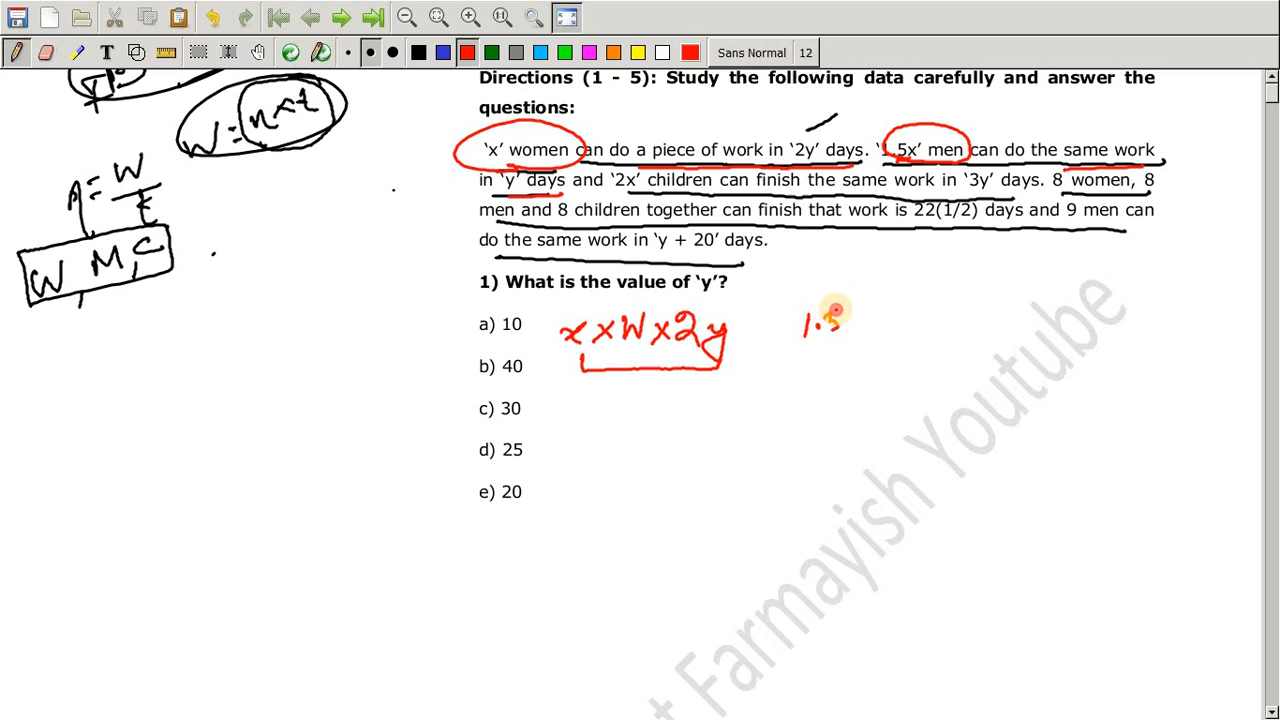 Sans Normal 12
Directions (1 - 5): Study the following data carefully and answer the
questions:
W = n×t
‘x’ women can do a piece of work in ‘2y’ days. ‘1.5x’ men can do the same work
in ‘y’ days and ‘2x’ children can finish the same work in ‘3y’ days. 8 women, 8
men and 8 children together can finish that work is 22(1/2) days and 9 men can
do the same work in ‘y + 20’ days.
W M, C
1) What is the value of ‘y’?
a) 10
x × W × 2y 1.5
b) 40
c) 30
d) 25
e) 20
Farmayish Youtube